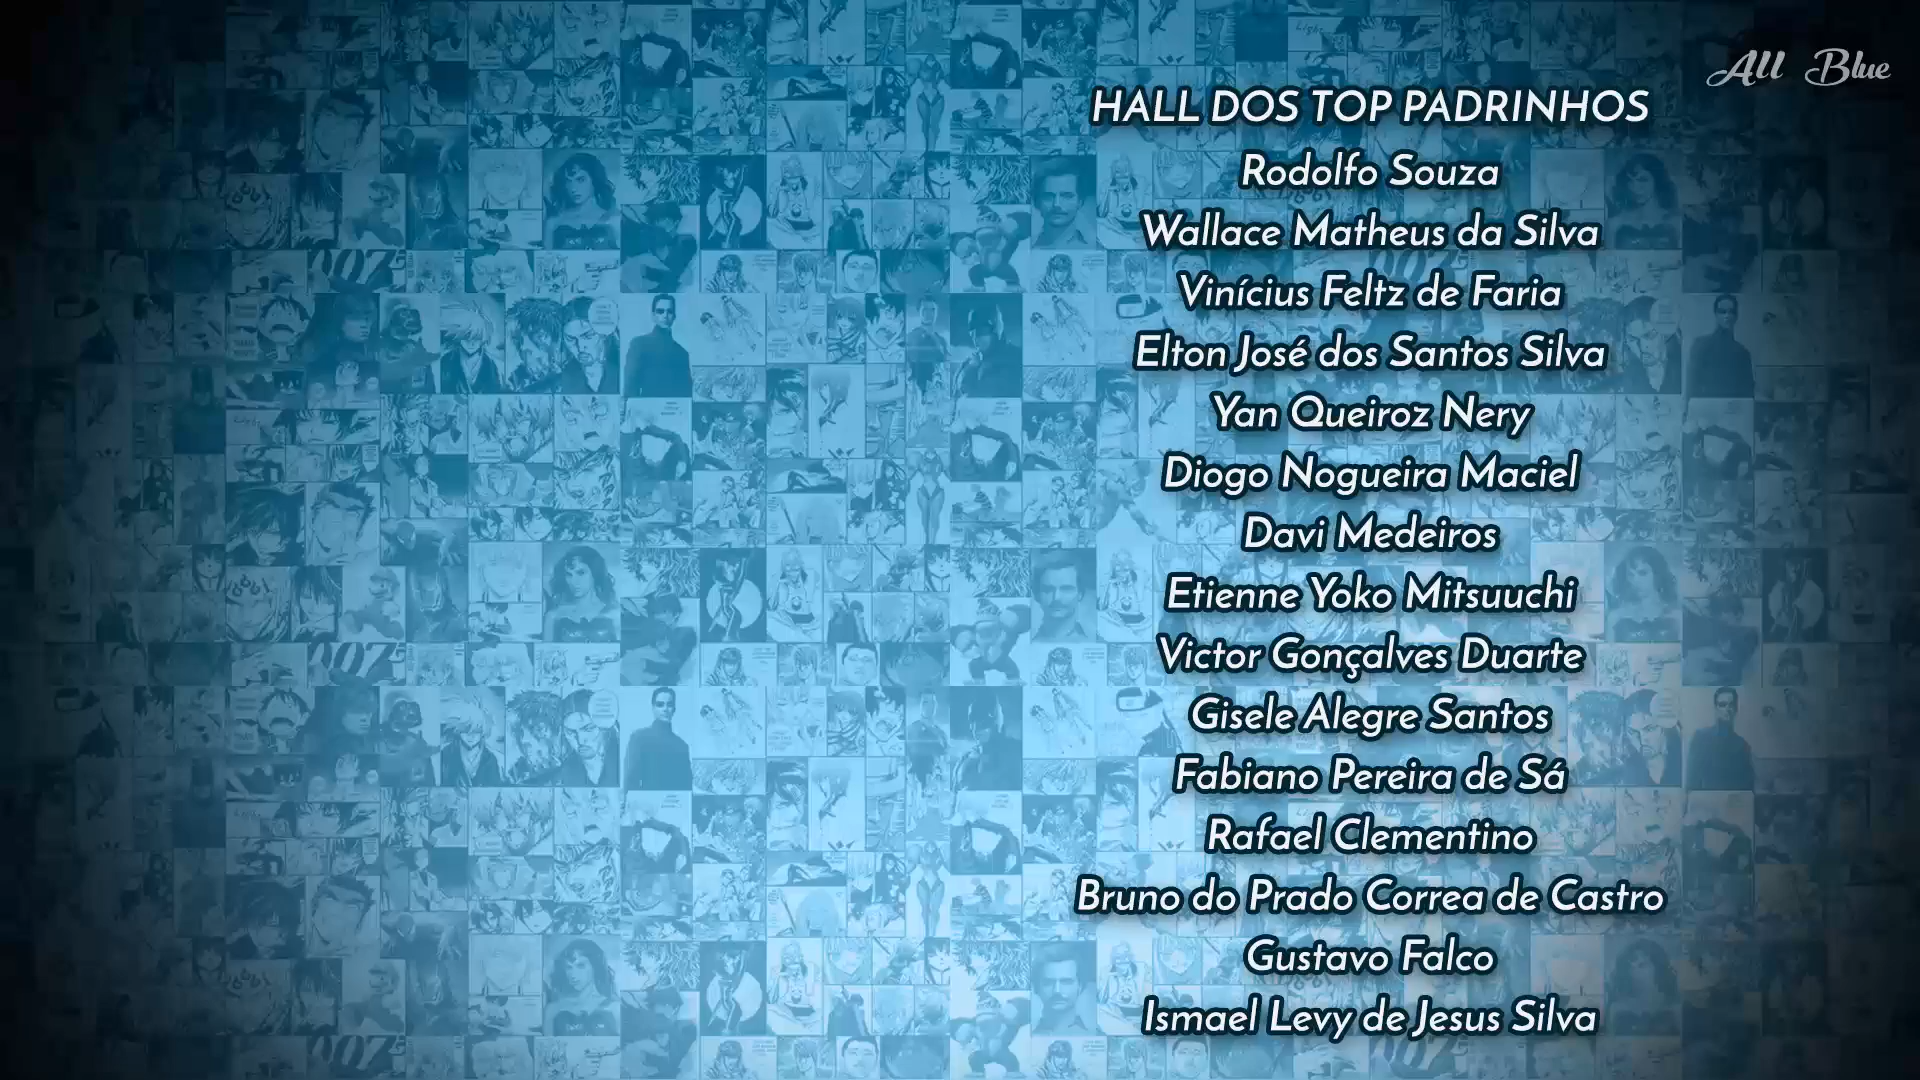 All Blue
HALL DOS TOP PADRINHOS
Rodolfo Souza
Wallace Matheus da Silva
Vinícius Feltz de Faria
Elton José dos Santos Silva
Yan Queiroz Nery
Diogo Nogueira Maciel
Davi Medeiros
Etienne Yoko Mitsuuchi
Victor Gonçalves Duarte
Gisele Alegre Santos
Fabiano Pereira de Sá
Rafael Clementino
Bruno do Prado Correa de Castro
Gustavo Falco
Ismael Levy de Jesus Silva
007
007
007